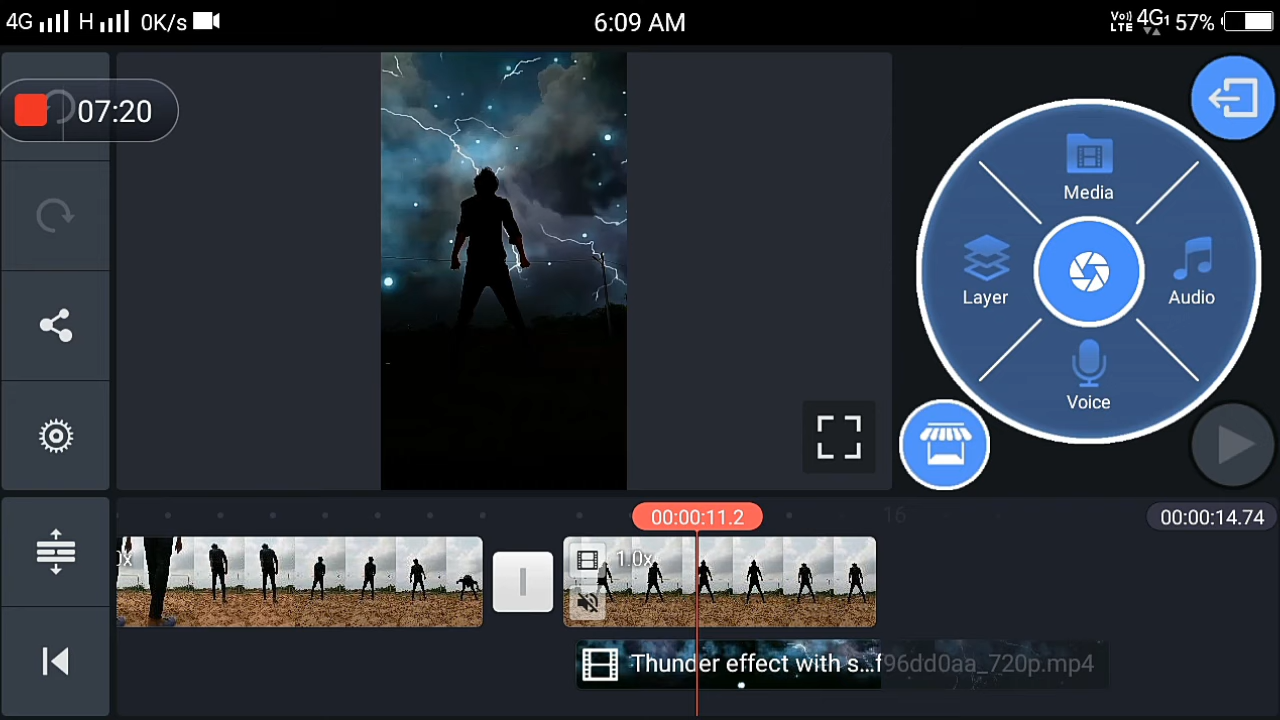 4G H 0K/s 6:09 AM Vo) LTE 4G1 57%
07:20
Media
Layer
Audio
Voice
00:00:11.2
16
00:00:14.74
x
1.0x
Thunder effect with s...f96dd0aa_720p.mp4